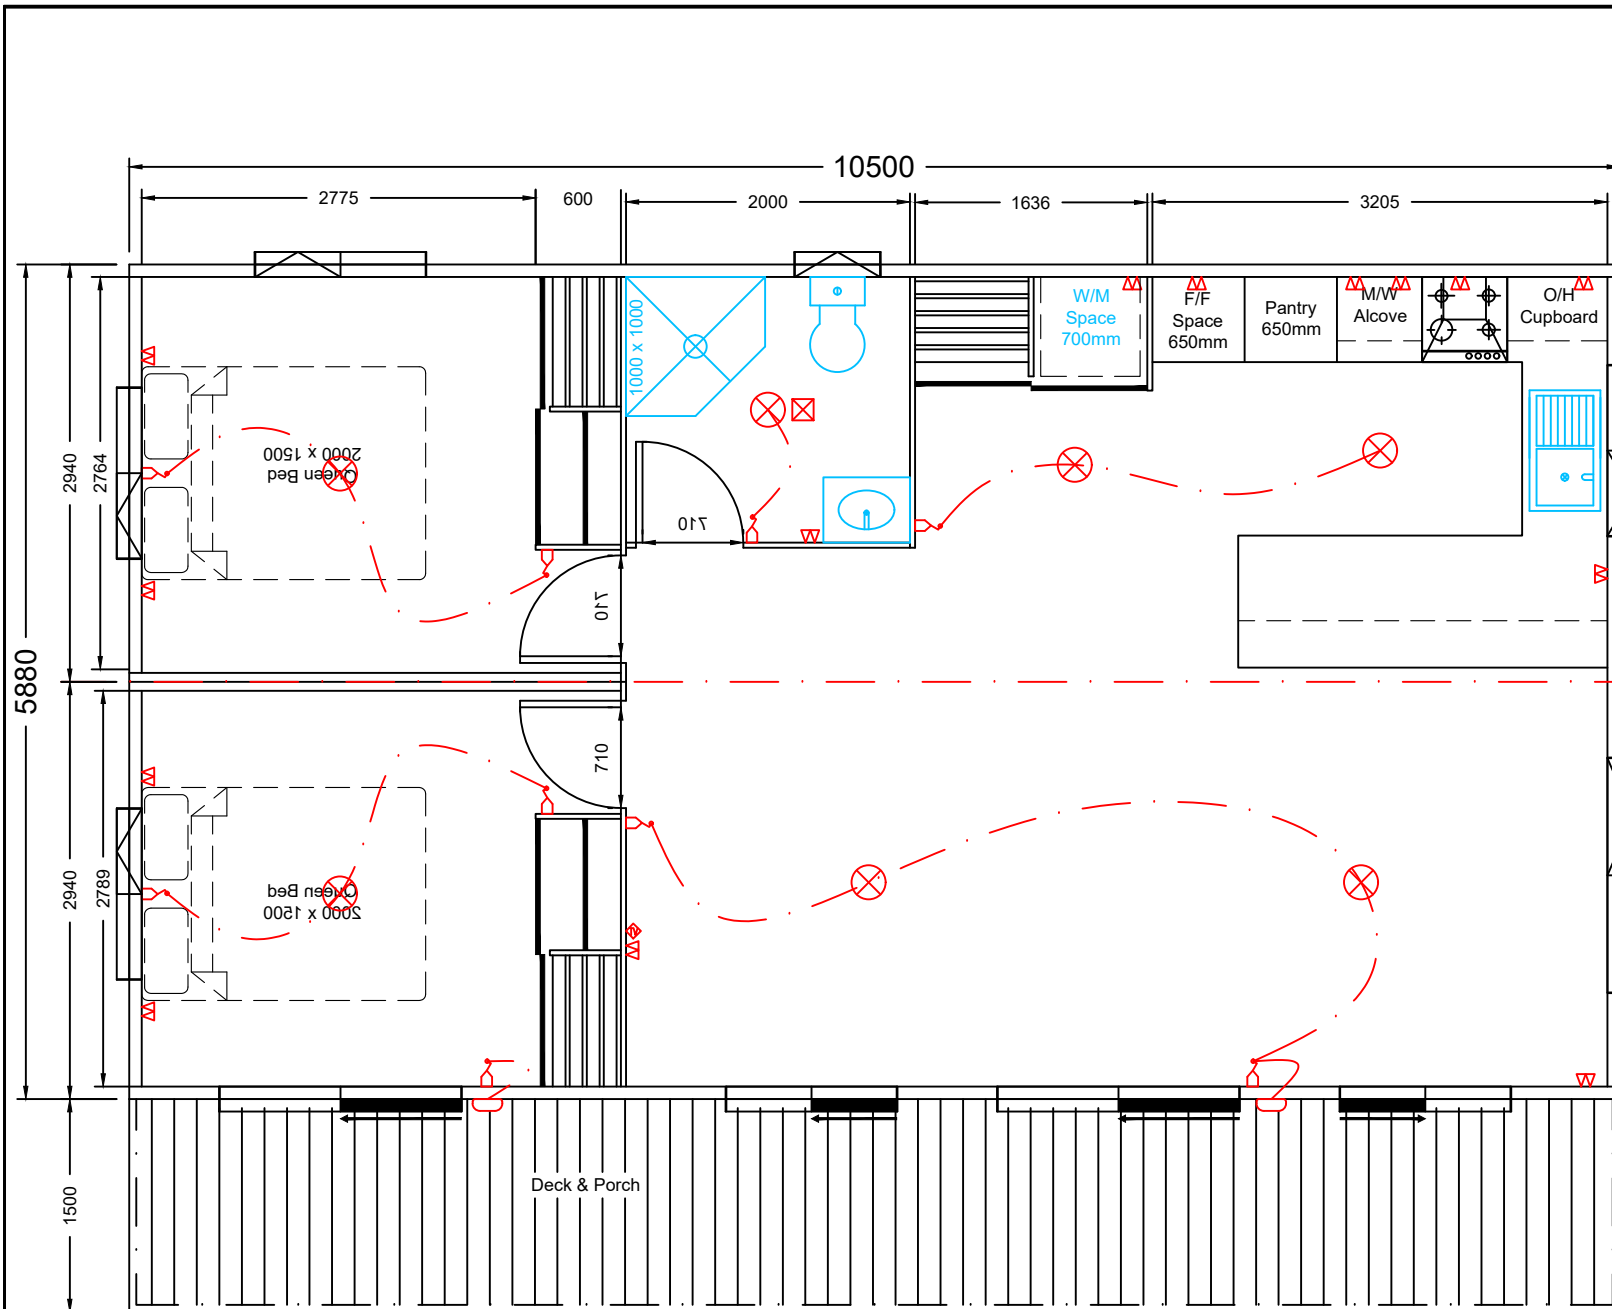 10500
2775
600
2000
1636
3205
W/M
Space
700mm
F/F
Space
650mm
Pantry
650mm
M/W
Alcove
O/H
Cupboard
1000 x 1000
2940
2764
2000 x 1500
Queen Bed
710
710
5880
710
2940
2789
Queen Bed
2000 x 1500
1500
Deck & Porch